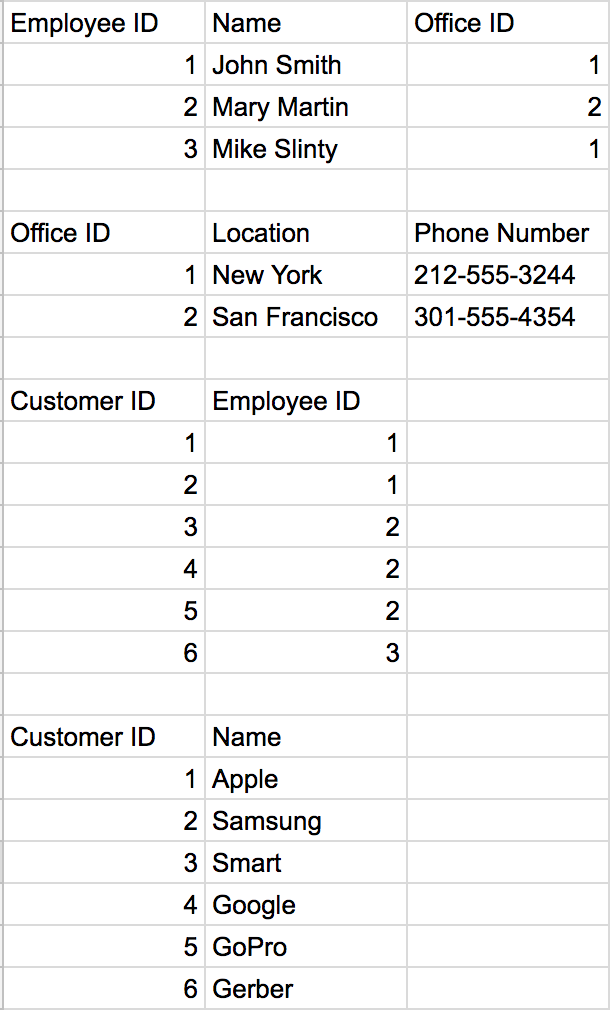 Employee ID Name Office ID
1 John Smith 1
2 Mary Martin 2
3 Mike Slinty 1
Office ID Location Phone Number
1 New York 212-555-3244
2 San Francisco 301-555-4354
Customer ID Employee ID
1 1
2 1
3 2
4 2
5 2
6 3
Customer ID Name
1 Apple
2 Samsung
3 Smart
4 Google
5 GoPro
6 Gerber